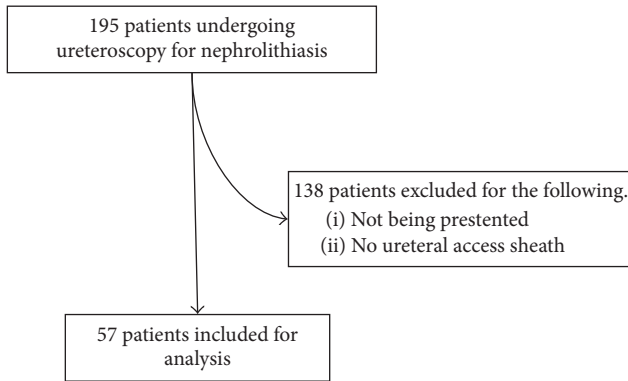 195 patients undergoing
ureteroscopy for nephrolithiasis
138 patients excluded for the following.
(i) Not being prestented
(ii) No ureteral access sheath
57 patients included for
analysis